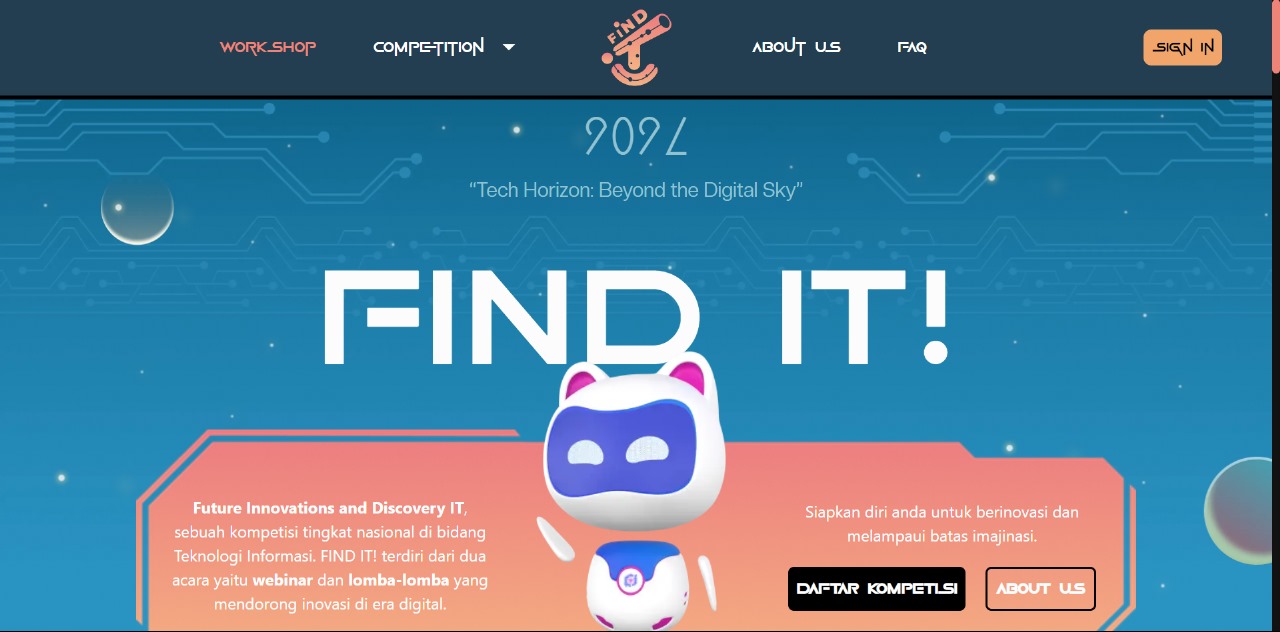 WORKSHOP
COMPETITION
FIND IT
ABOUT US
FAQ
SIGN IN
“Tech Horizon: Beyond the Digital Sky”
FIND IT!
Future Innovations and Discovery IT,
sebuah kompetisi tingkat nasional di bidang
Teknologi Informasi. FIND IT! terdiri dari dua
acara yaitu webinar dan lomba-lomba yang
mendorong inovasi di era digital.
Siapkan diri anda untuk berinovasi dan
melampaui batas imajinasi.
DAFTAR KOMPETISI
ABOUT US